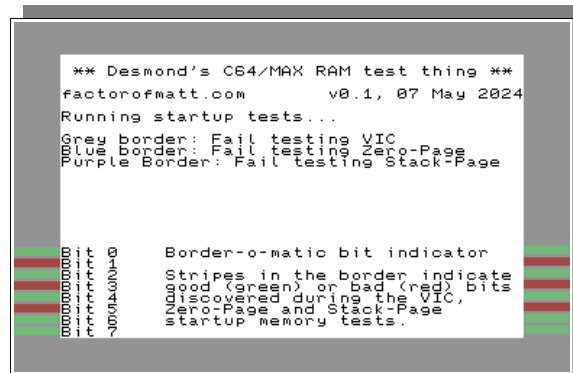 ** Desmond's C64/MAX RAM test thing **
factorofmatt.com v0.1, 07 May 2024
Running startup tests...
Grey border: Fail testing VIC
Blue border: Fail testing Zero-Page
Purple Border: Fail testing Stack-Page
Bit 0 Border-o-matic bit indicator
Bit 1
Bit 2 Stripes in the border indicate
Bit 3 good (green) or bad (red) bits
Bit 4 discovered during the VIC,
Bit 5 Zero-Page and Stack-Page
Bit 6 startup memory tests.
Bit 7